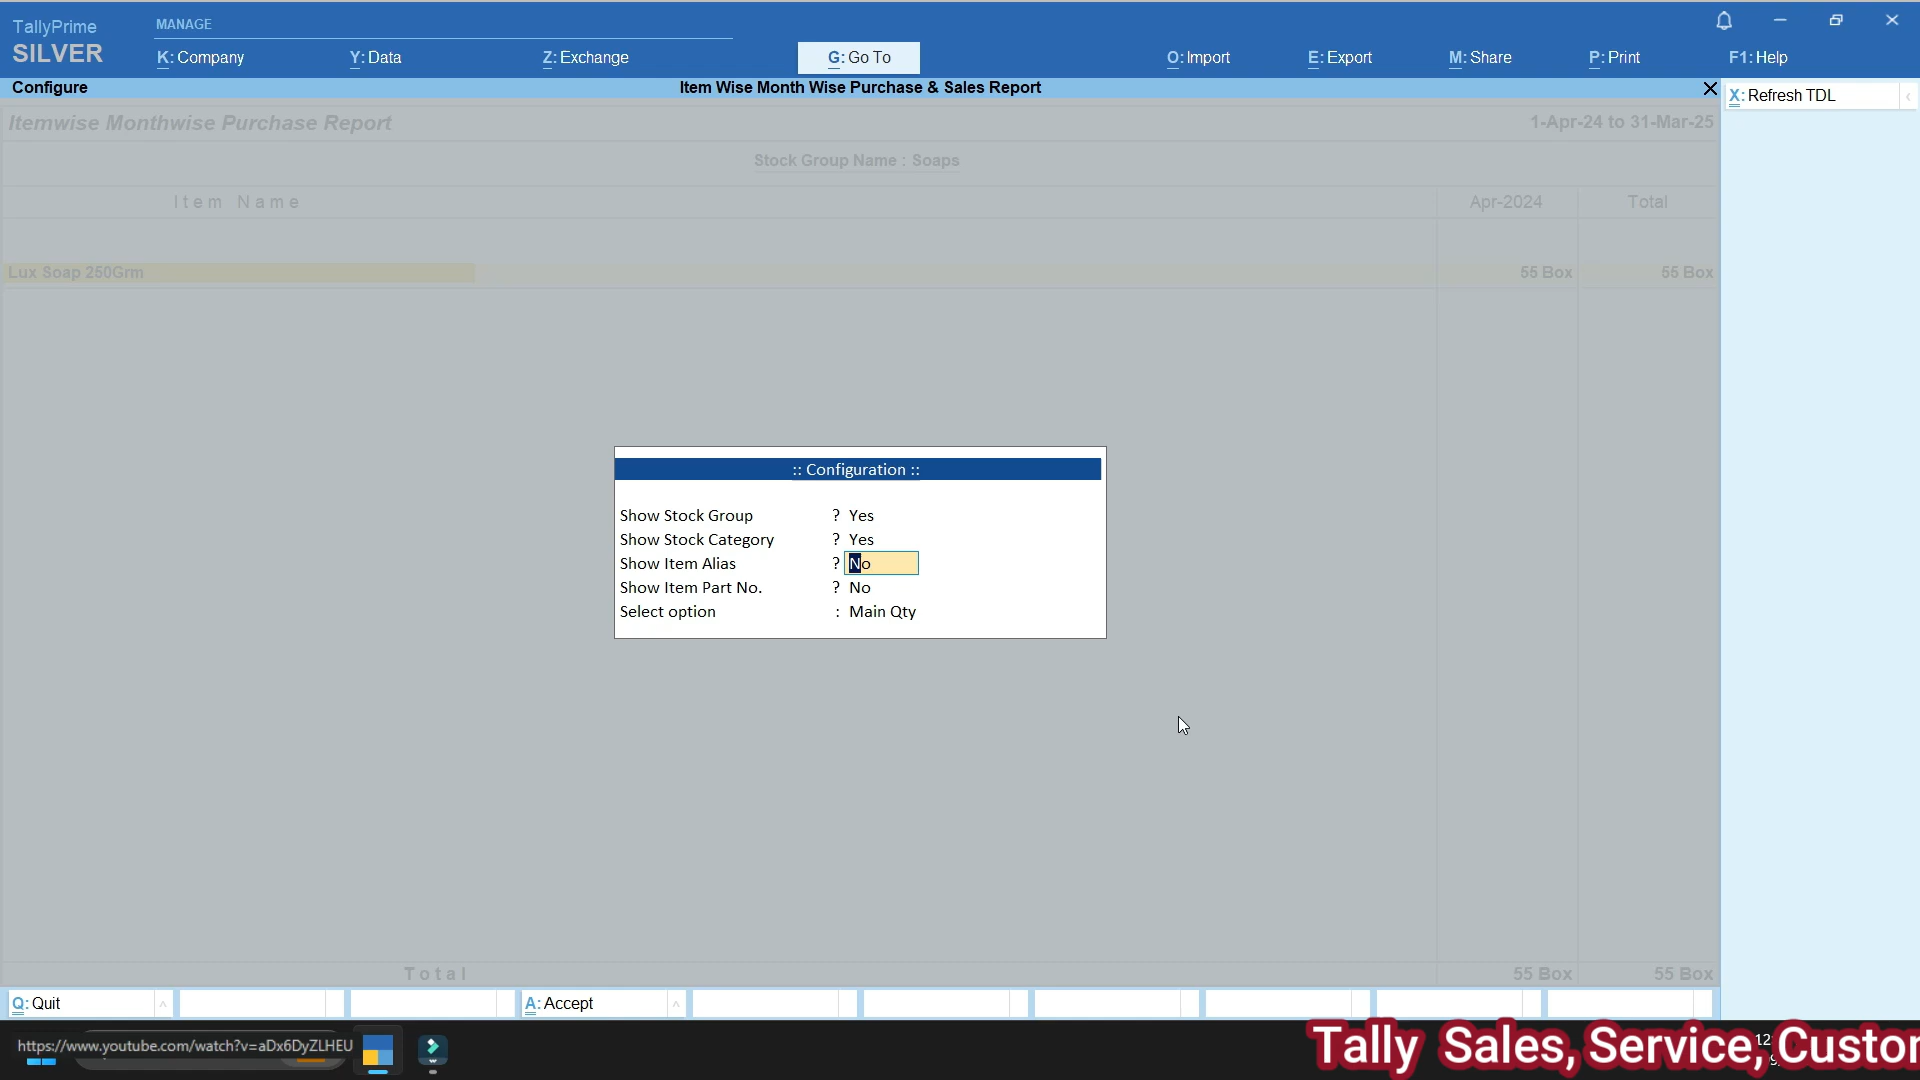 TallyPrime
SILVER
MANAGE
K: Company
Y: Data
Z: Exchange
G: Go To
O: Import
E: Export
M: Share
P: Print
F1: Help
Configure
Item Wise Month Wise Purchase & Sales Report
X: Refresh TDL
Itemwise Monthwise Purchase Report
1-Apr-24 to 31-Mar-25
Stock Group Name : Soaps
Item Name
Apr-2024
Total
Lux Soap 250Grm
55 Box
55 Box
:: Configuration ::
Show Stock Group ? Yes
Show Stock Category ? Yes
Show Item Alias ? No
Show Item Part No. ? No
Select option : Main Qty
Total
55 Box
55 Box
Q: Quit
A: Accept
https://www.youtube.com/watch?v=aDx6DyZLHEU
Tally Sales, Service, Custor